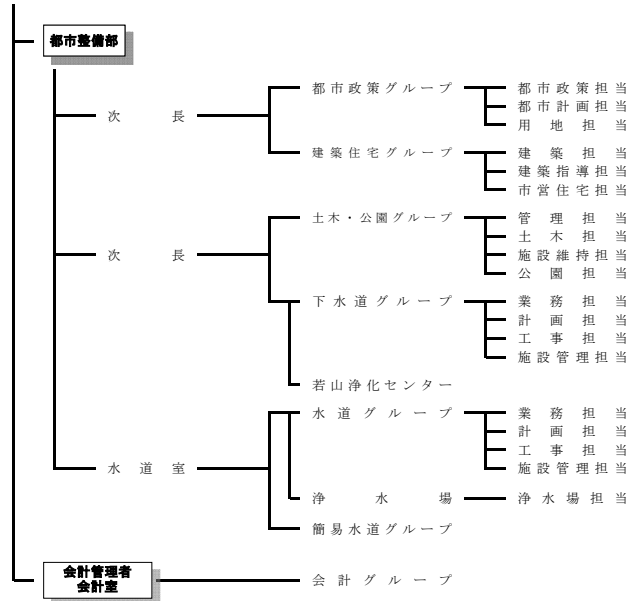 都市整備部
次長
都市政策グループ
都市政策担当
都市計画担当
用地担当
建築住宅グループ
建築担当
建築指導担当
市営住宅担当
次長
土木・公園グループ
管理担当
土木担当
施設維持担当
公園担当
下水道グループ
業務担当
計画担当
工事担当
施設管理担当
若山浄化センター
水道室
水道グループ
業務担当
計画担当
工事担当
施設管理担当
浄水場
浄水場担当
簡易水道グループ
会計管理者
会計室
会計グループ